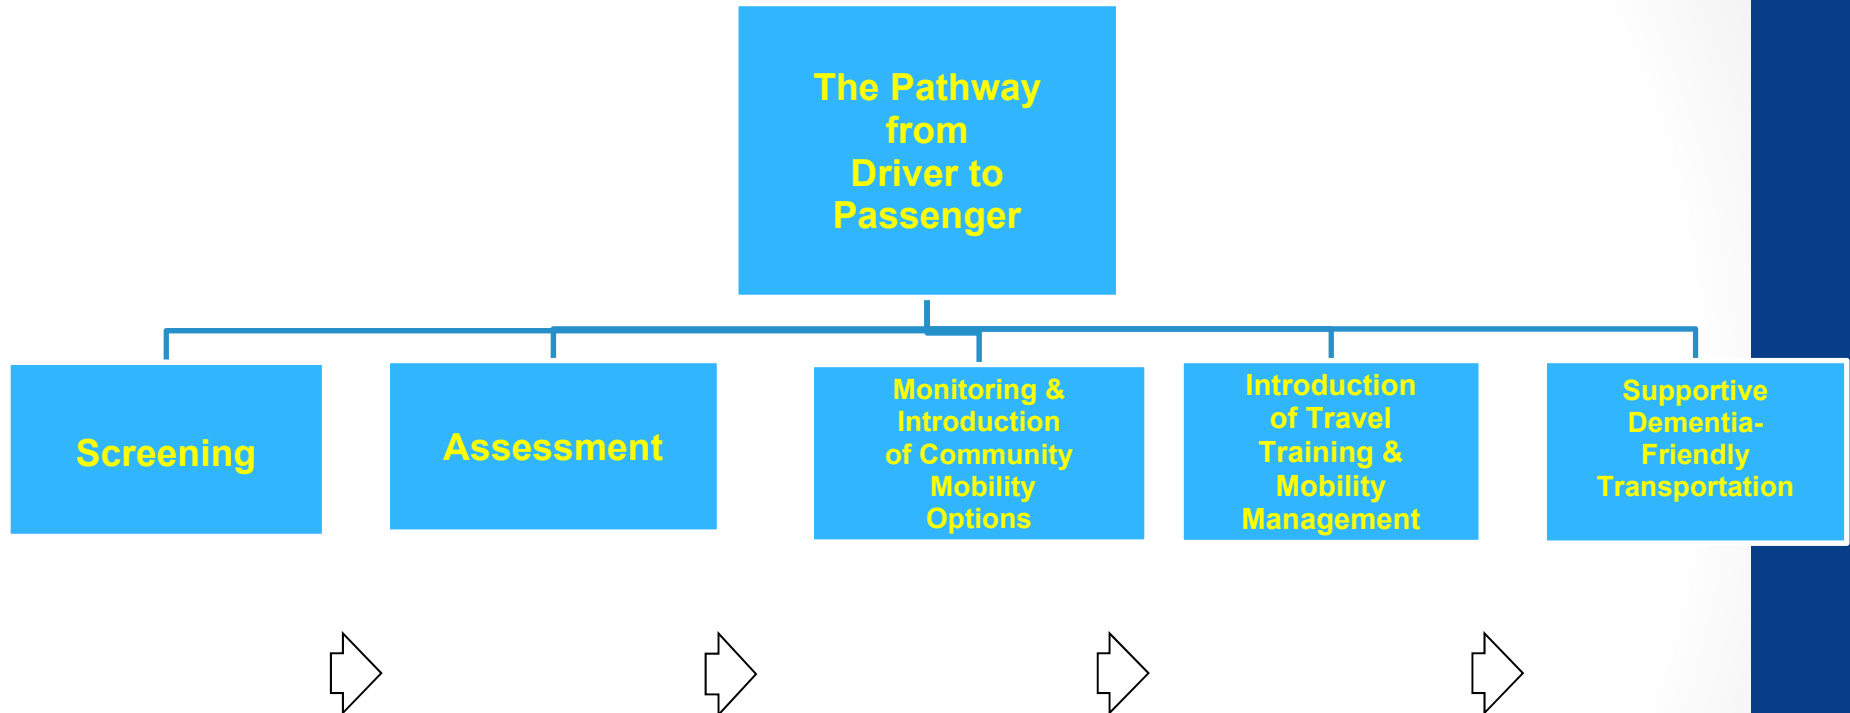 The Pathway
from
Driver to
Passenger
Screening
Assessment
Monitoring &
Introduction
of Community
Mobility
Options
Introduction
of Travel
Training &
Mobility
Management
Supportive
Dementia-
Friendly
Transportation